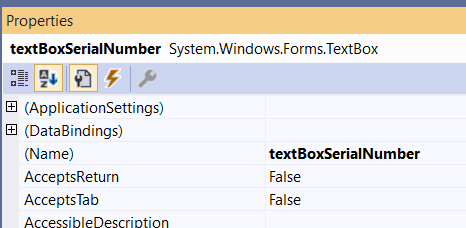 Properties
textBoxSerialNumber System.Windows.Forms.TextBox
(ApplicationSettings)
(DataBindings)
(Name) textBoxSerialNumber
AcceptsReturn False
AcceptsTab False
AccessibleDescription